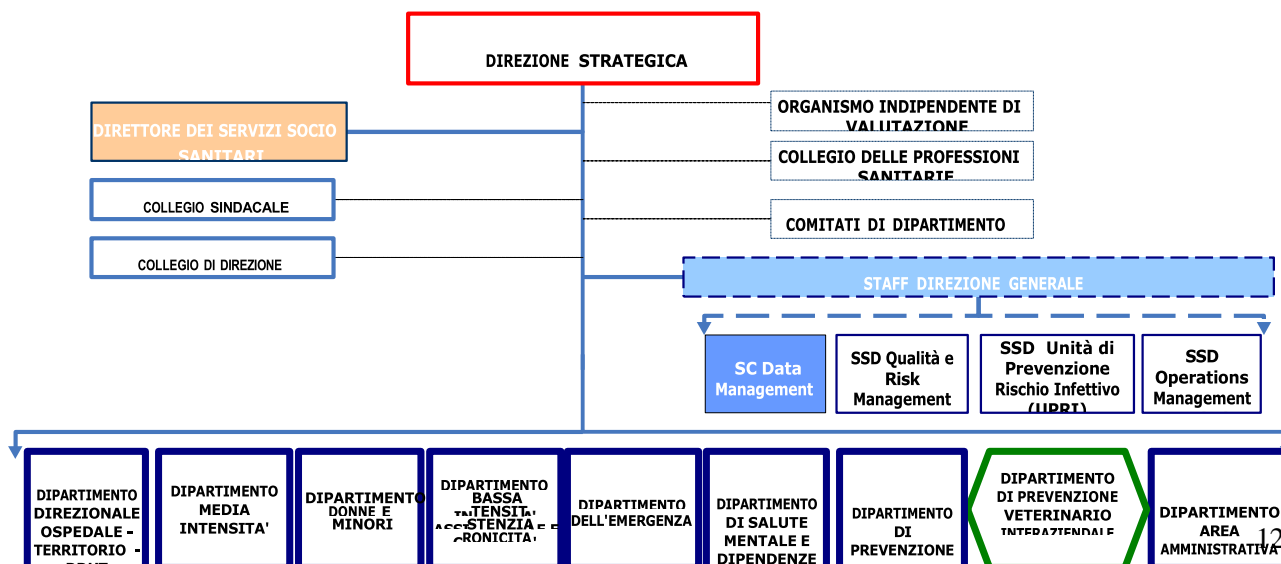 DIREZIONE STRATEGICA
DIRETTORE DEI SERVIZI SOCIO
SANITARI
ORGANISMO INDIPENDENTE DI
VALUTAZIONE
COLLEGIO DELLE PROFESSIONI
SANITARIE
COLLEGIO SINDACALE
COMITATI DI DIPARTIMENTO
COLLEGIO DI DIREZIONE
STAFF DIREZIONE GENERALE
SC Data
Management
SSD Qualità e
Risk
Management
SSD Unità di
Prevenzione
Rischio Infettivo
(UPRI)
SSD
Operations
Management
DIPARTIMENTO
DIREZIONALE
OSPEDALE -
TERRITORIO -
DIPARTIMENTO
MEDIA
INTENSITA'
DIPARTIMENTO
DONNE E
MINORI
DIPARTIMENTO
BASSA
DIPARTIMENTO
DELL'EMERGENZA
DIPARTIMENTO
DI SALUTE
MENTALE E
DIPENDENZE
DIPARTIMENTO
DI
PREVENZIONE
DIPARTIMENTO
DI PREVENZIONE
VETERINARIO
INTERAZIENDALE
DIPARTIMENTO
AREA
AMMINISTRATIVA
12